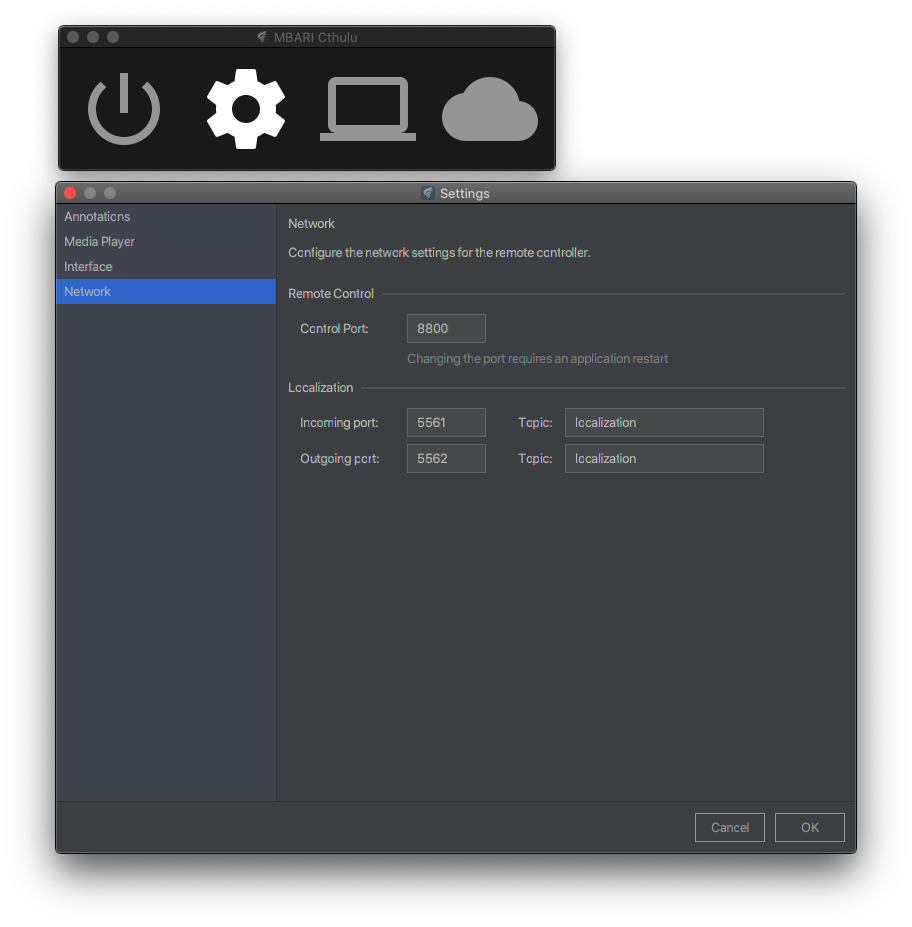 MBARI Cthulu
Settings
Annotations
Media Player
Interface
Network
Network
Configure the network settings for the remote controller.
Remote Control
Control Port: 8800
Changing the port requires an application restart
Localization
Incoming port: 5561 Topic: localization
Outgoing port: 5562 Topic: localization
Cancel OK